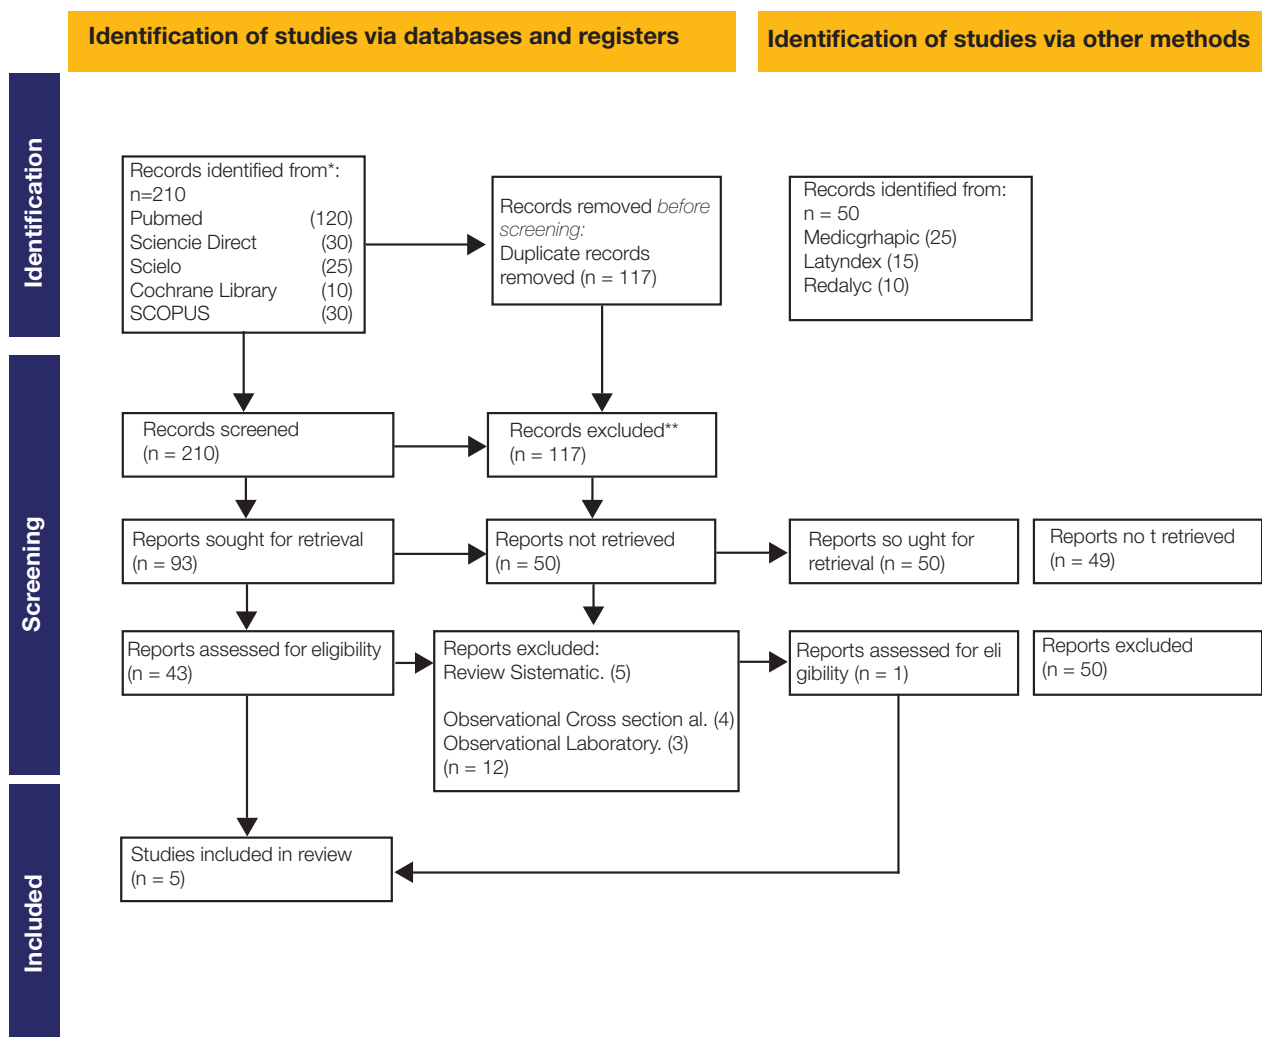 Identification of studies via databases and registers
Identification of studies via other methods
Identification
Records identified from*:
n=210
Pubmed (120)
Sciencie Direct (30)
Scielo (25)
Cochrane Library (10)
SCOPUS (30)
Records removed before
screening:
Duplicate records
removed (n = 117)
Records identified from:
n = 50
Medicgrhapic (25)
Latyndex (15)
Redalyc (10)
Screening
Records screened
(n = 210)
Records excluded**
(n = 117)
Reports sought for retrieval
(n = 93)
Reports not retrieved
(n = 50)
Reports so ught for
retrieval (n = 50)
Reports no t retrieved
(n = 49)
Reports assessed for eligibility
(n = 43)
Reports excluded:
Review Sistematic. (5)
Observational Cross section al. (4)
Observational Laboratory. (3)
(n = 12)
Reports assessed for eli
gibility (n = 1)
Reports excluded
(n = 50)
Included
Studies included in review
(n = 5)